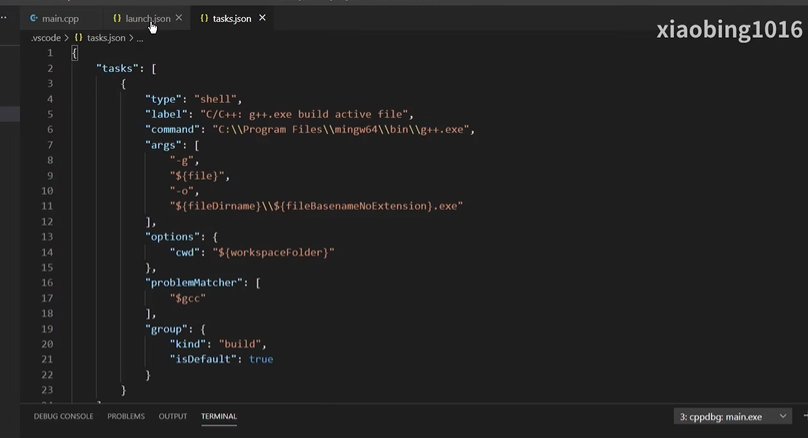 main.cpp
launch.json
tasks.json
xiaobing1016
.vscode > tasks.json > ...
1 {
2 "tasks": [
3 {
4 "type": "shell",
5 "label": "C/C++: g++.exe build active file",
6 "command": "C:\\Program Files\\mingw64\\bin\\g++.exe",
7 "args": [
8 "-g",
9 "${file}",
10 "-o",
11 "${fileDirname}\\${fileBasenameNoExtension}.exe"
12 ],
13 "options": {
14 "cwd": "${workspaceFolder}"
15 },
16 "problemMatcher": [
17 "$gcc"
18 ],
19 "group": {
20 "kind": "build",
21 "isDefault": true
22 }
23 }
DEBUG CONSOLE PROBLEMS OUTPUT TERMINAL 3: cppdbg: main.exe